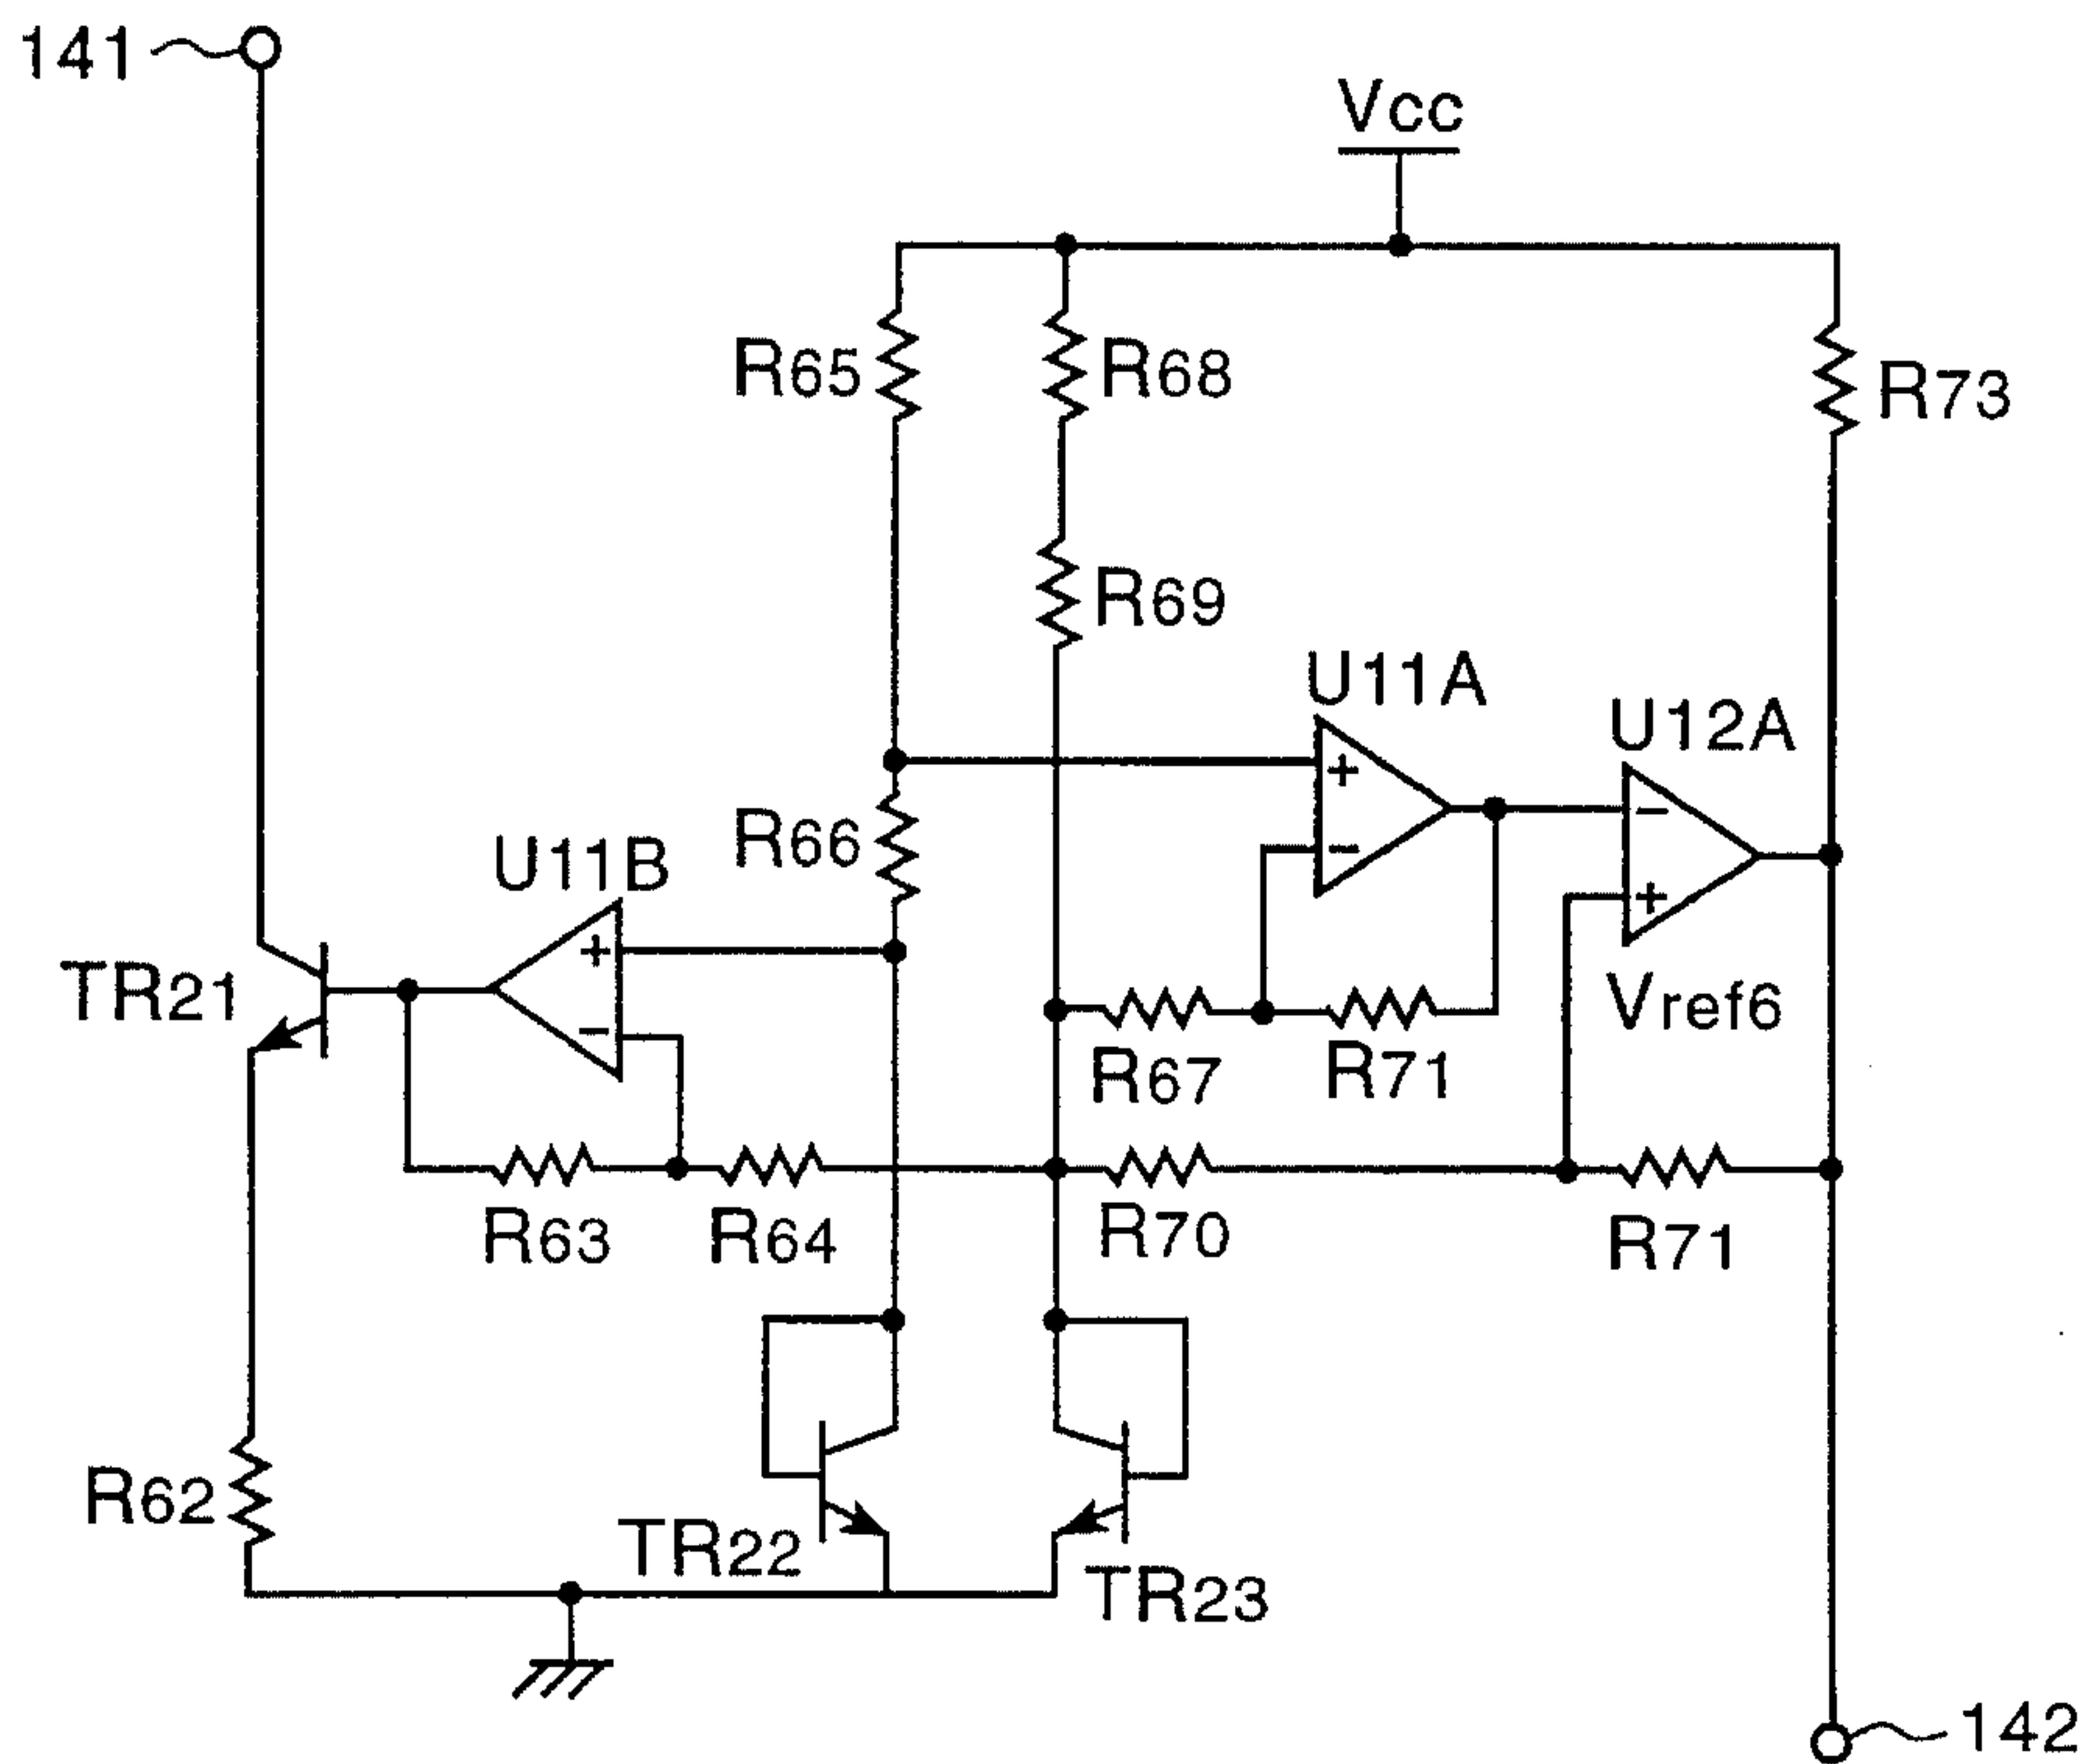 141
Vcc
R65
R68
R73
R69
U11A
U12A
R66
U11B
+
-
+
-
-
+
TR21
Vref6
R67
R71
R63
R64
R70
R71
R62
TR22
TR23
142